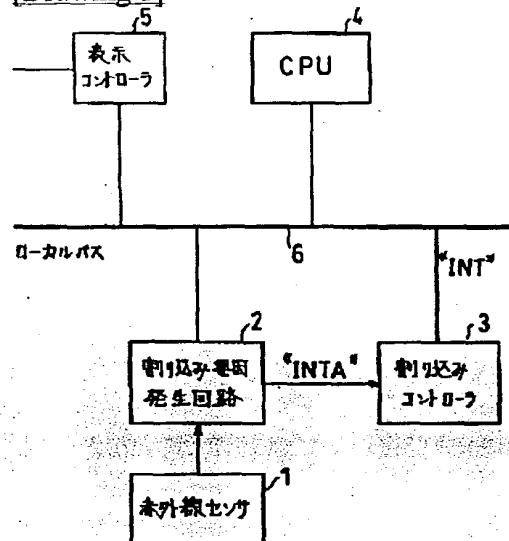 5
表示
コントローラ
4
CPU
ローカルバス
6
"INT"
2
割り込み要因
発生回路
"INTA"
3
割り込み
コントローラ
1
赤外線センサ